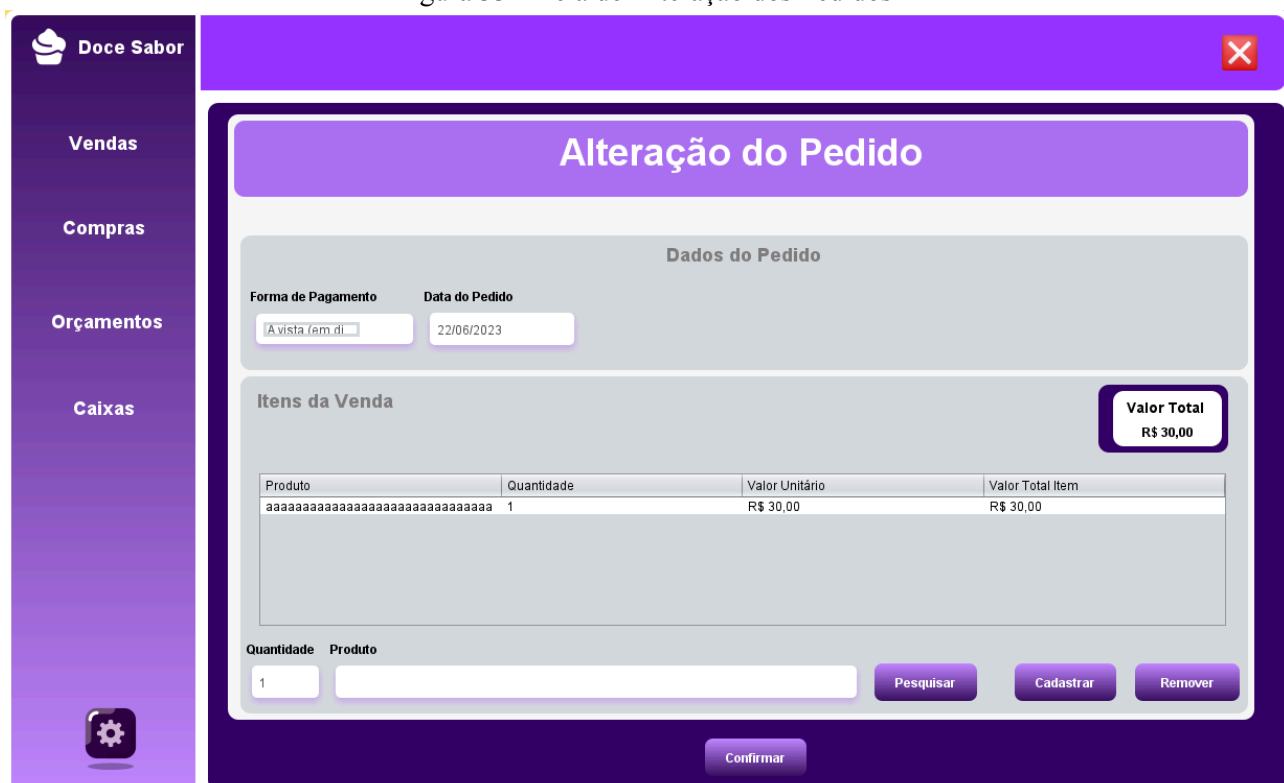 Doce Sabor
Vendas
Compras
Orçamentos
Caixas
Alteração do Pedido
Dados do Pedido
Forma de Pagamento Data do Pedido
A vista (em di... 22/06/2023
Itens da Venda
Valor Total
R$ 30,00
Produto Quantidade Valor Unitário Valor Total Item
aaaaaaaaaaaaaaaaaaaaaaaaaaaaaaa 1 R$ 30,00 R$ 30,00
Quantidade Produto
1 Pesquisar Cadastrar Remover
Confirmar